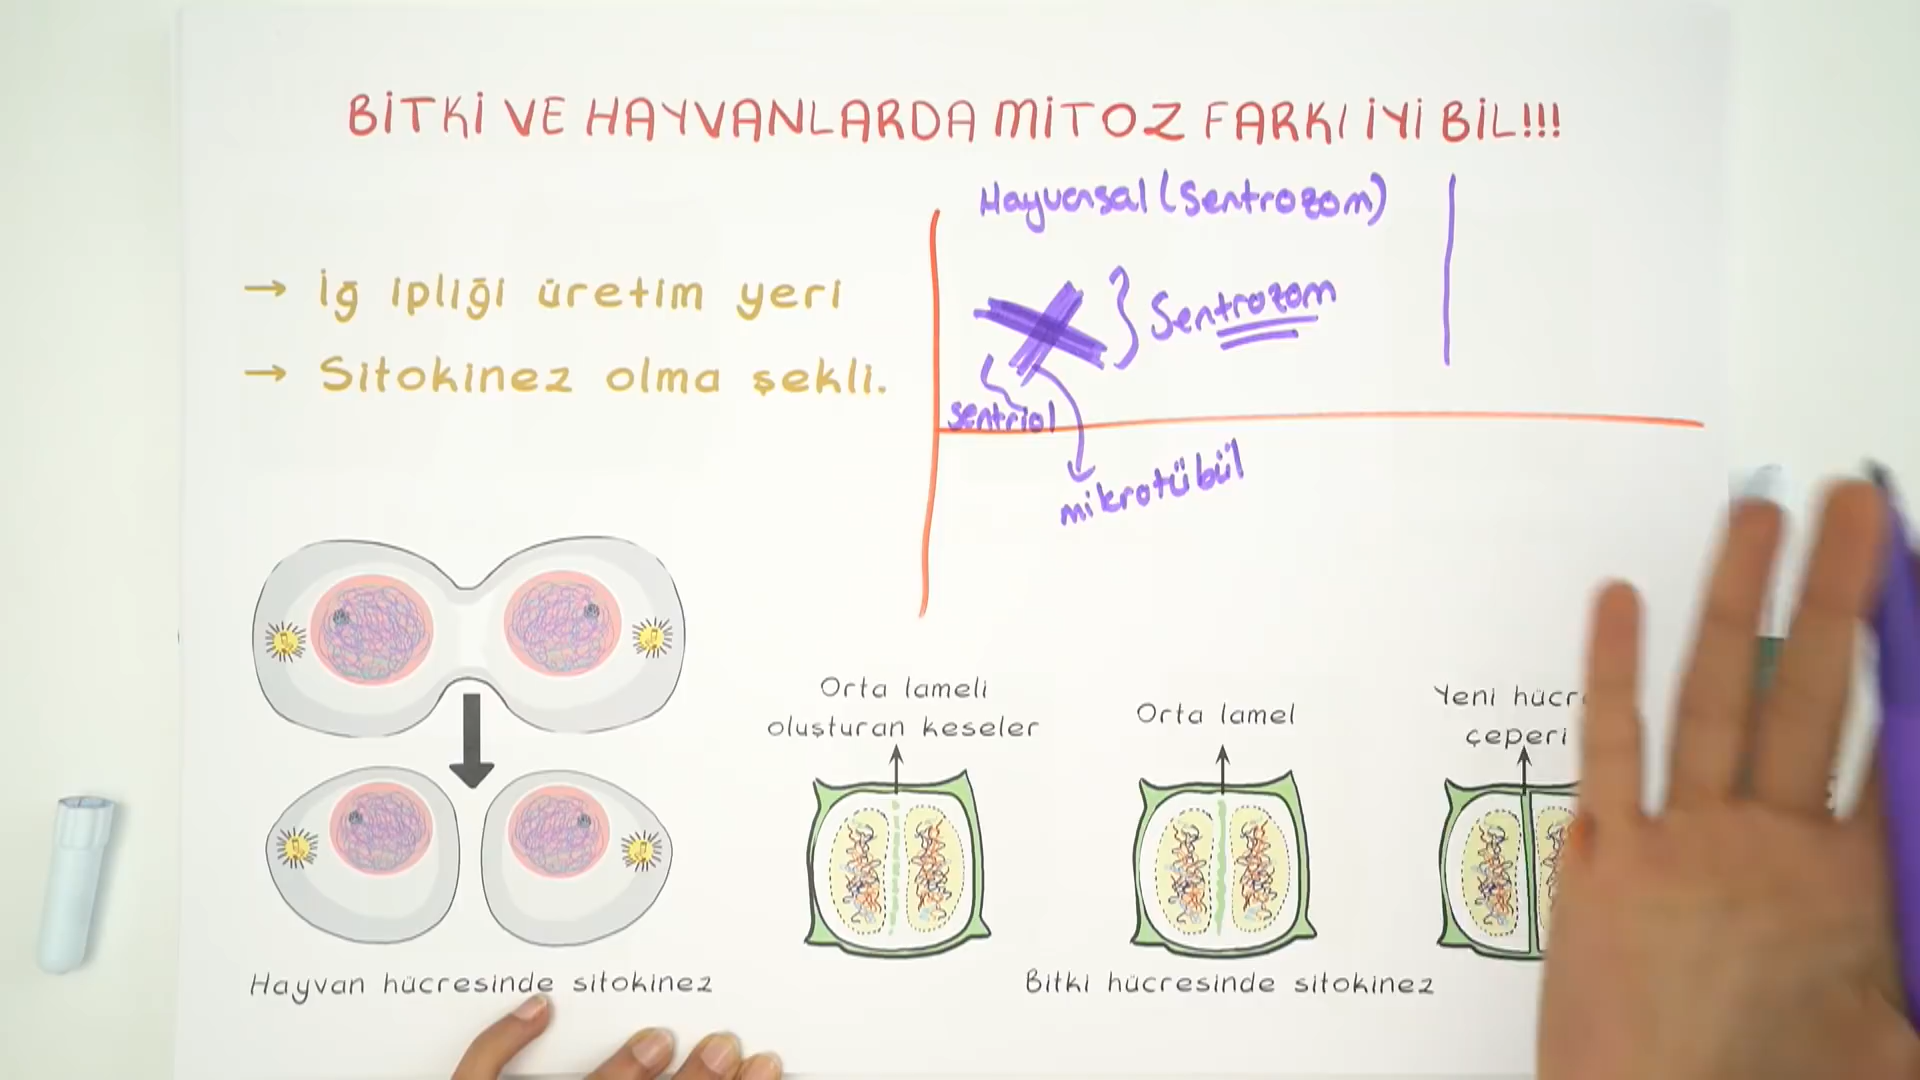 BİTKİ VE HAYVANLARDA MİTOZ FARKI İYİ BİL!!!
→ İğ ipliği üretim yeri
→ Sitokinez olma şekli.
Hayvansal (Sentrozom)
} Sentrozom
sentriol
mikrotübül
Orta lameli
oluşturan keseler
Orta lamel
Yeni
çeperi
Hayvan hücresinde sitokinez
Bitki hücresinde sitokinez